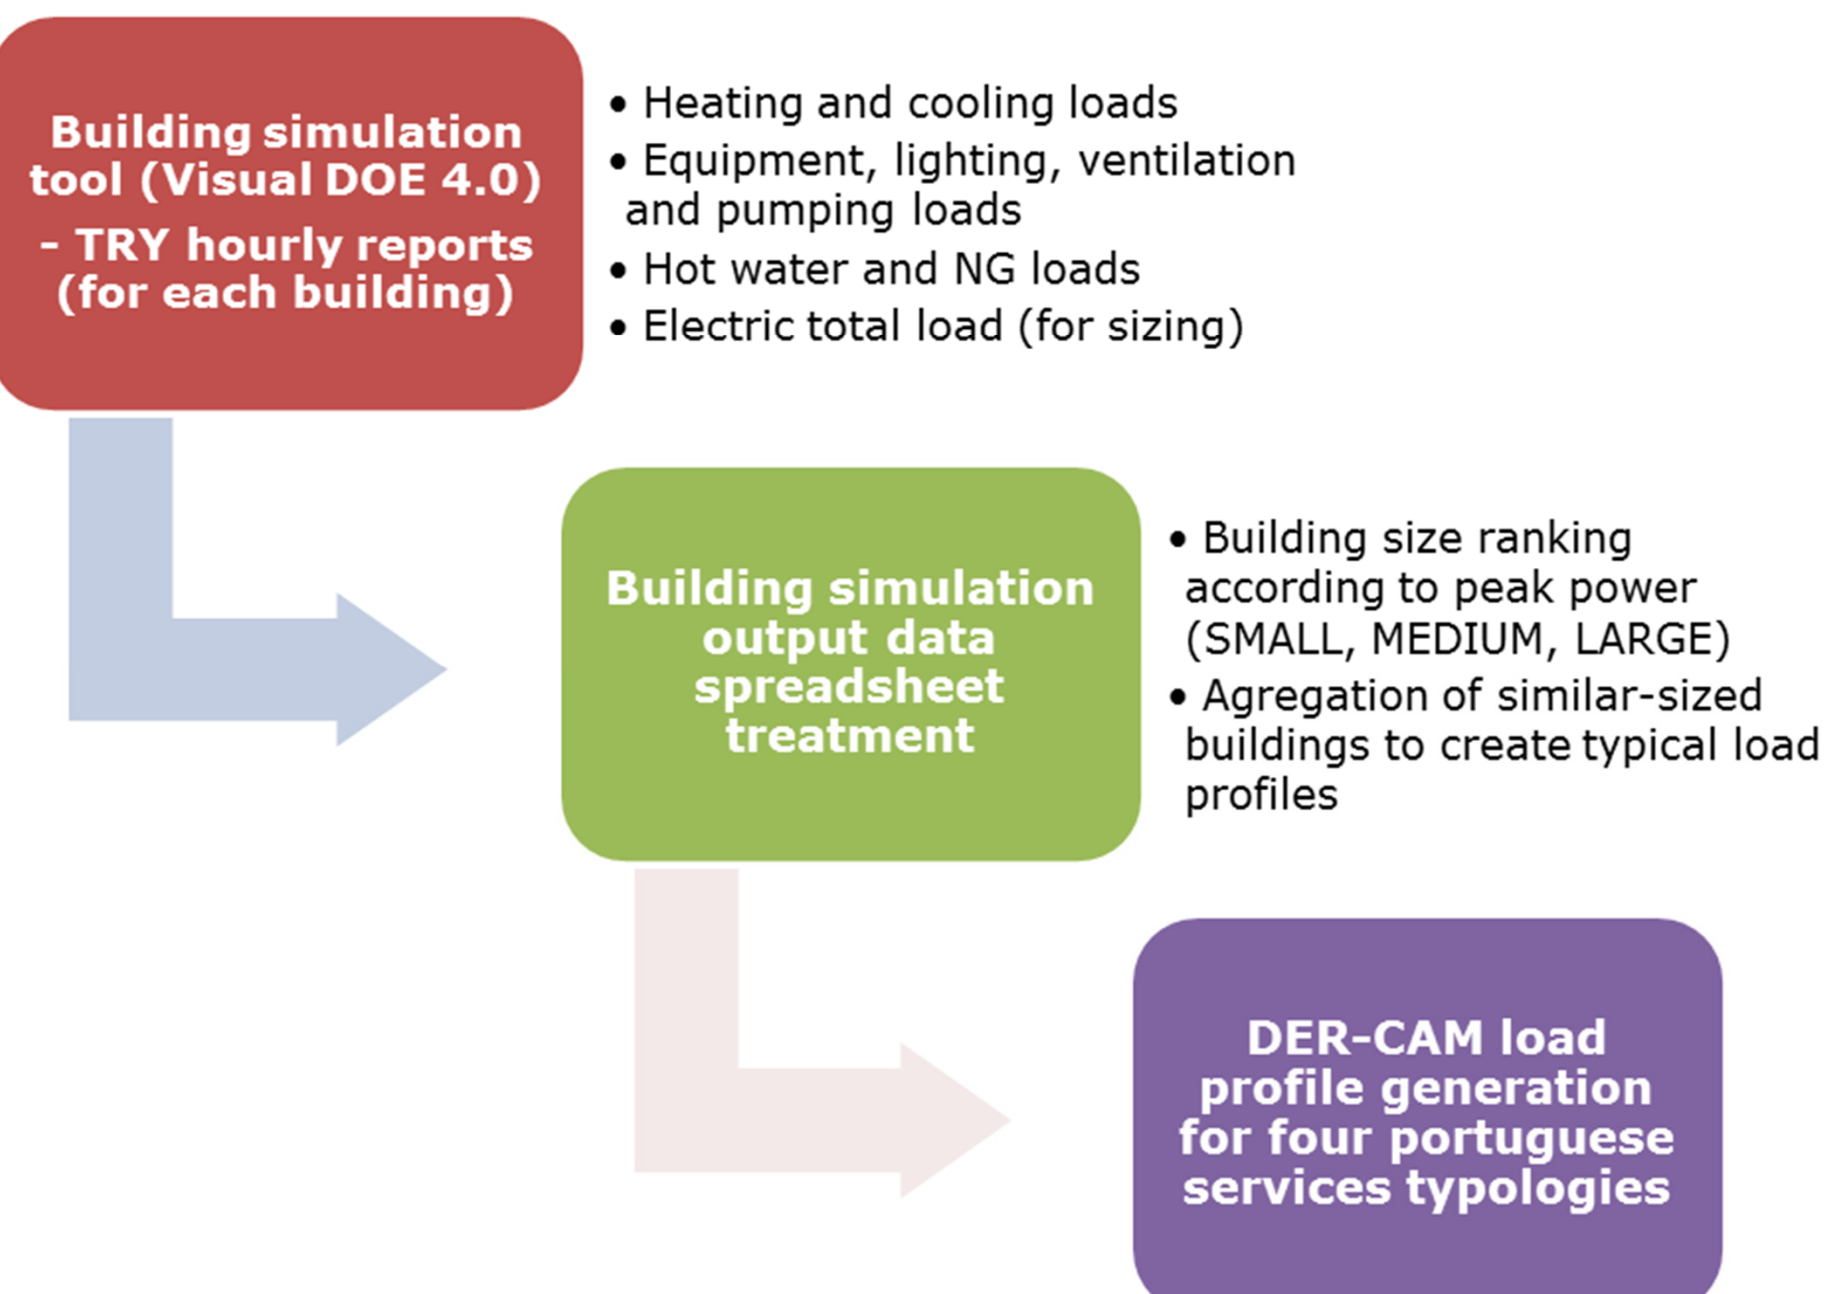 Building simulation
tool (Visual DOE 4.0)
- TRY hourly reports
(for each building)
• Heating and cooling loads
• Equipment, lighting, ventilation
and pumping loads
• Hot water and NG loads
• Electric total load (for sizing)
Building simulation
output data
spreadsheet
treatment
• Building size ranking
according to peak power
(SMALL, MEDIUM, LARGE)
• Agregation of similar-sized
buildings to create typical load
profiles
DER-CAM load
profile generation
for four portuguese
services typologies